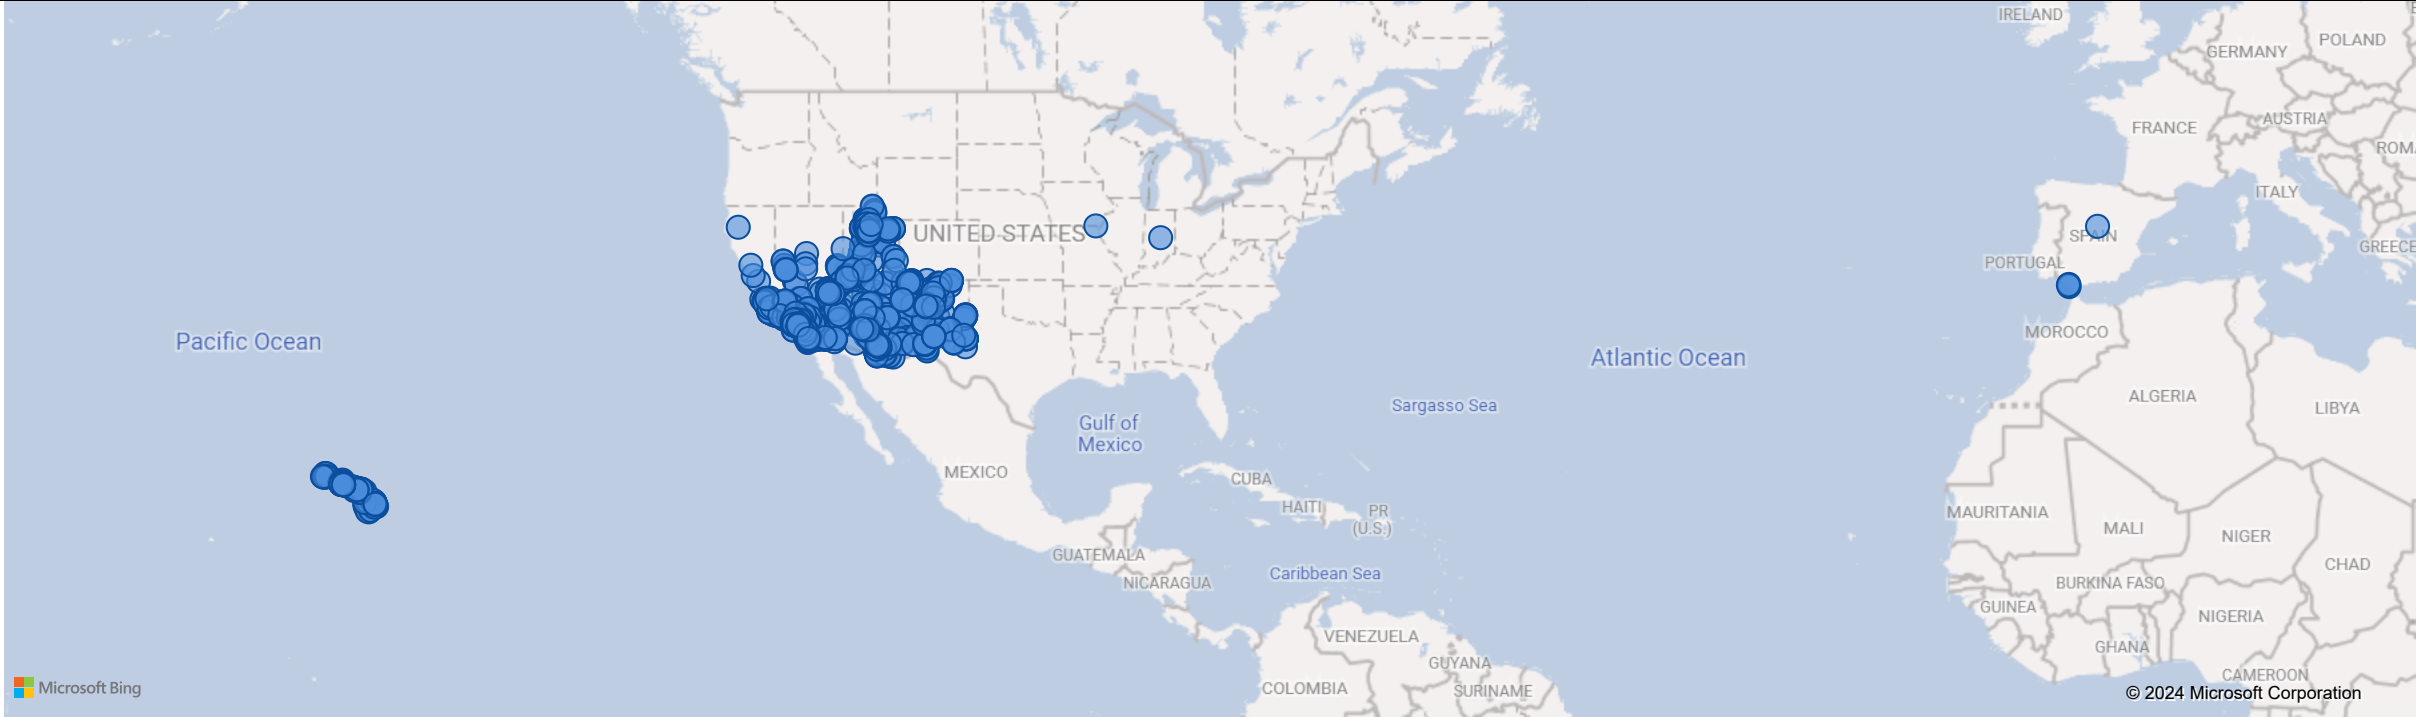 IRELAND
POLAND
GERMANY
AUSTRIA
FRANCE
ROM
ITALY
UNITED STATES
SPAIN
GREECE
PORTUGAL
MOROCCO
Pacific Ocean
Atlantic Ocean
ALGERIA
LIBYA
Sargasso Sea
Gulf of
Mexico
MEXICO
CUBA
HAITI
PR
(U.S.)
MAURITANIA
MALI
NIGER
CHAD
GUATEMALA
NICARAGUA
Caribbean Sea
BURKINA FASO
GUINEA
NIGERIA
GHANA
VENEZUELA
GUYANA
CAMEROON
COLOMBIA
SURINAME
Microsoft Bing
© 2024 Microsoft Corporation